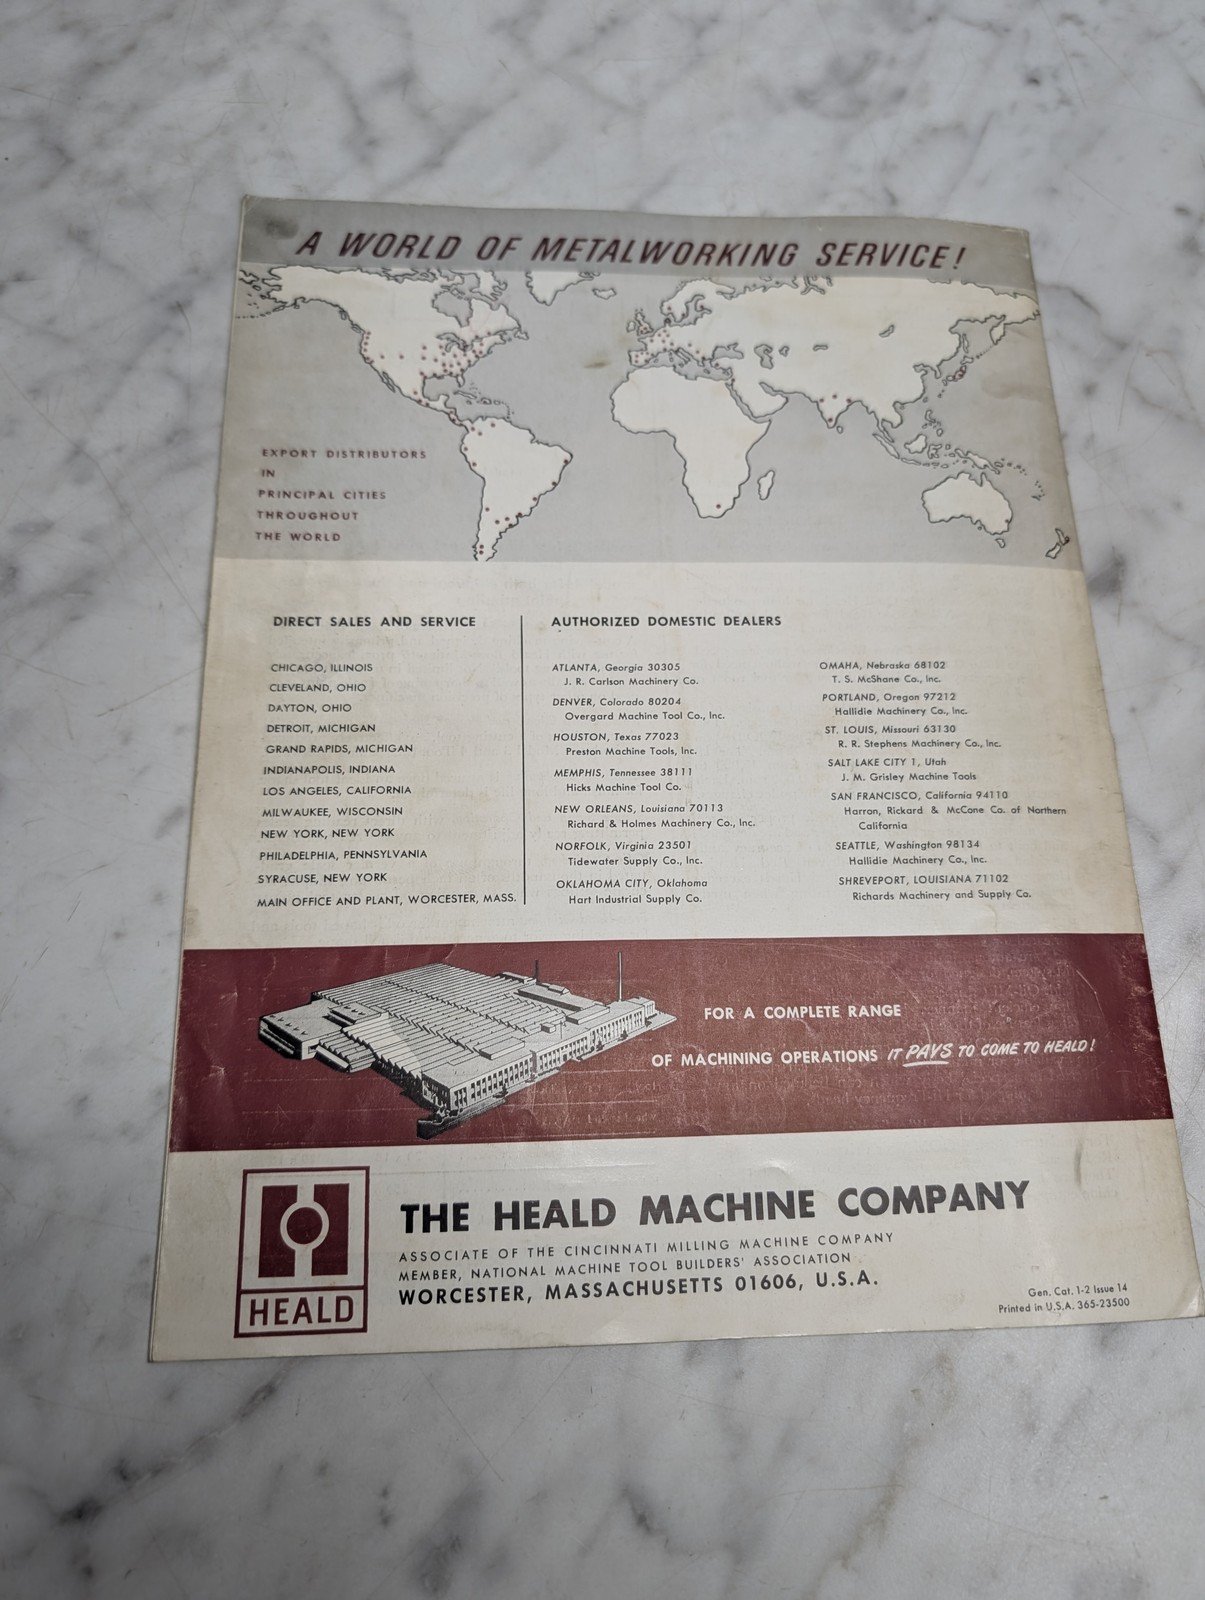 A WORLD OF METALWORKING SERVICE!
EXPORT DISTRIBUTORS
IN
PRINCIPAL CITIES
THROUGHOUT
THE WORLD
DIRECT SALES AND SERVICE
CHICAGO, ILLINOIS
CLEVELAND, OHIO
DAYTON, OHIO
DETROIT, MICHIGAN
GRAND RAPIDS, MICHIGAN
INDIANAPOLIS, INDIANA
LOS ANGELES, CALIFORNIA
MILWAUKEE, WISCONSIN
NEW YORK, NEW YORK
PHILADELPHIA, PENNSYLVANIA
SYRACUSE, NEW YORK
MAIN OFFICE AND PLANT, WORCESTER, MASS.
AUTHORIZED DOMESTIC DEALERS
ATLANTA, Georgia 30305
J. R. Carlson Machinery Co.
DENVER, Colorado 80204
Overgard Machine Tool Co., Inc.
HOUSTON, Texas 77023
Preston Machine Tools, Inc.
MEMPHIS, Tennessee 38111
Hicks Machine Tool Co.
NEW ORLEANS, Louisiana 70113
Richard & Holmes Machinery Co., Inc.
NORFOLK, Virginia 23501
Tidewater Supply Co., Inc.
OKLAHOMA CITY, Oklahoma
Hart Industrial Supply Co.
OMAHA, Nebraska 68102
T. S. McShane Co., Inc.
PORTLAND, Oregon 97212
Hallidie Machinery Co., Inc.
ST. LOUIS, Missouri 63130
R. R. Stephens Machinery Co., Inc.
SALT LAKE CITY 1, Utah
J. M. Grisley Machine Tools
SAN FRANCISCO, California 94110
Harron, Rickard & McCone Co. of Northern
California
SEATTLE, Washington 98134
Hallidie Machinery Co., Inc.
SHREVEPORT, LOUISIANA 71102
Richards Machinery and Supply Co.
FOR A COMPLETE RANGE
OF MACHINING OPERATIONS IT PAYS TO COME TO HEALD!
HEALD
THE HEALD MACHINE COMPANY
ASSOCIATE OF THE CINCINNATI MILLING MACHINE COMPANY
MEMBER, NATIONAL MACHINE TOOL BUILDERS' ASSOCIATION
WORCESTER, MASSACHUSETTS 01606, U.S.A.
Gen. Cat. 1-2 Issue 14
Printed in U.S.A. 365-23500